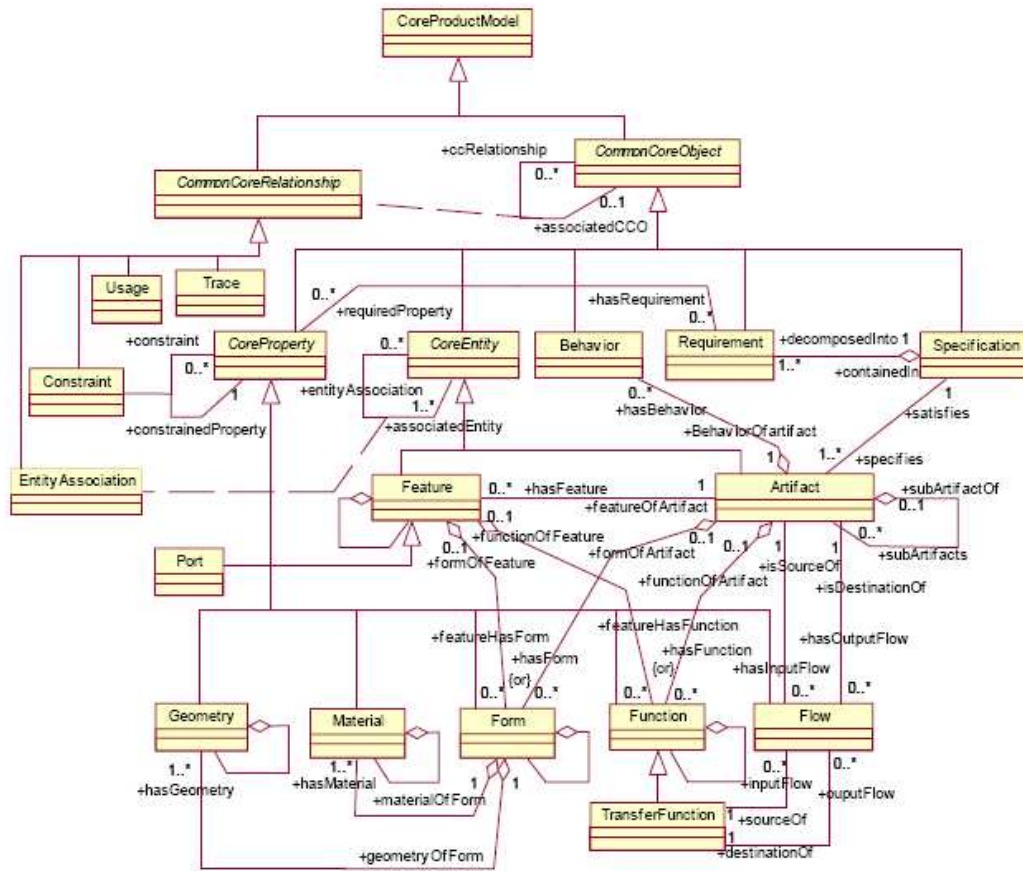 CoreProductModel
+ccRelationship
CommonCoreObject
0..*
CommonCoreRelationship
0..1
+associatedCCO
Usage
Trace
0..*
+requiredProperty
+hasRequirement
0..*
+constraint
CoreProperty
0..*
CoreEntity
Behavior
Requirement
+decomposedInto
1
Specification
Constraint
0..*
1
+entityAssociation
1..*
0..*
1..*
+containedIn
+constrainedProperty
+associatedEntity
+hasBehavior
1
+satisfies
+BehaviorOfartifact
1
1..*
+specifies
EntityAssociation
Feature
0..*
+hasFeature
1
Artifact
+subArtifactOf
0..1
+featureOfArtifact
0..1
+functionOfFeature
0..1
0..1
1
1
0..*
+subArtifacts
Port
0..1
+formOfFeature
+formOfArtifact
+isSourceOf
+functionOfArtifact
+isDestinationOf
+featureHasForm
+featureHasFunction
+hasOutputFlow
+hasForm
+hasFunction
+hasInputFlow
{or}
{or}
0..*
0..*
0..*
0..*
0..*
0..*
Geometry
Material
Form
Function
Flow
1..*
+hasGeometry
1..*
+hasMaterial
1
1
+materialOfForm
+inputFlow
0..*
0..*
+ouputFlow
TransferFunction
1
+sourceOf
1
+geometryOfForm
+destinationOf